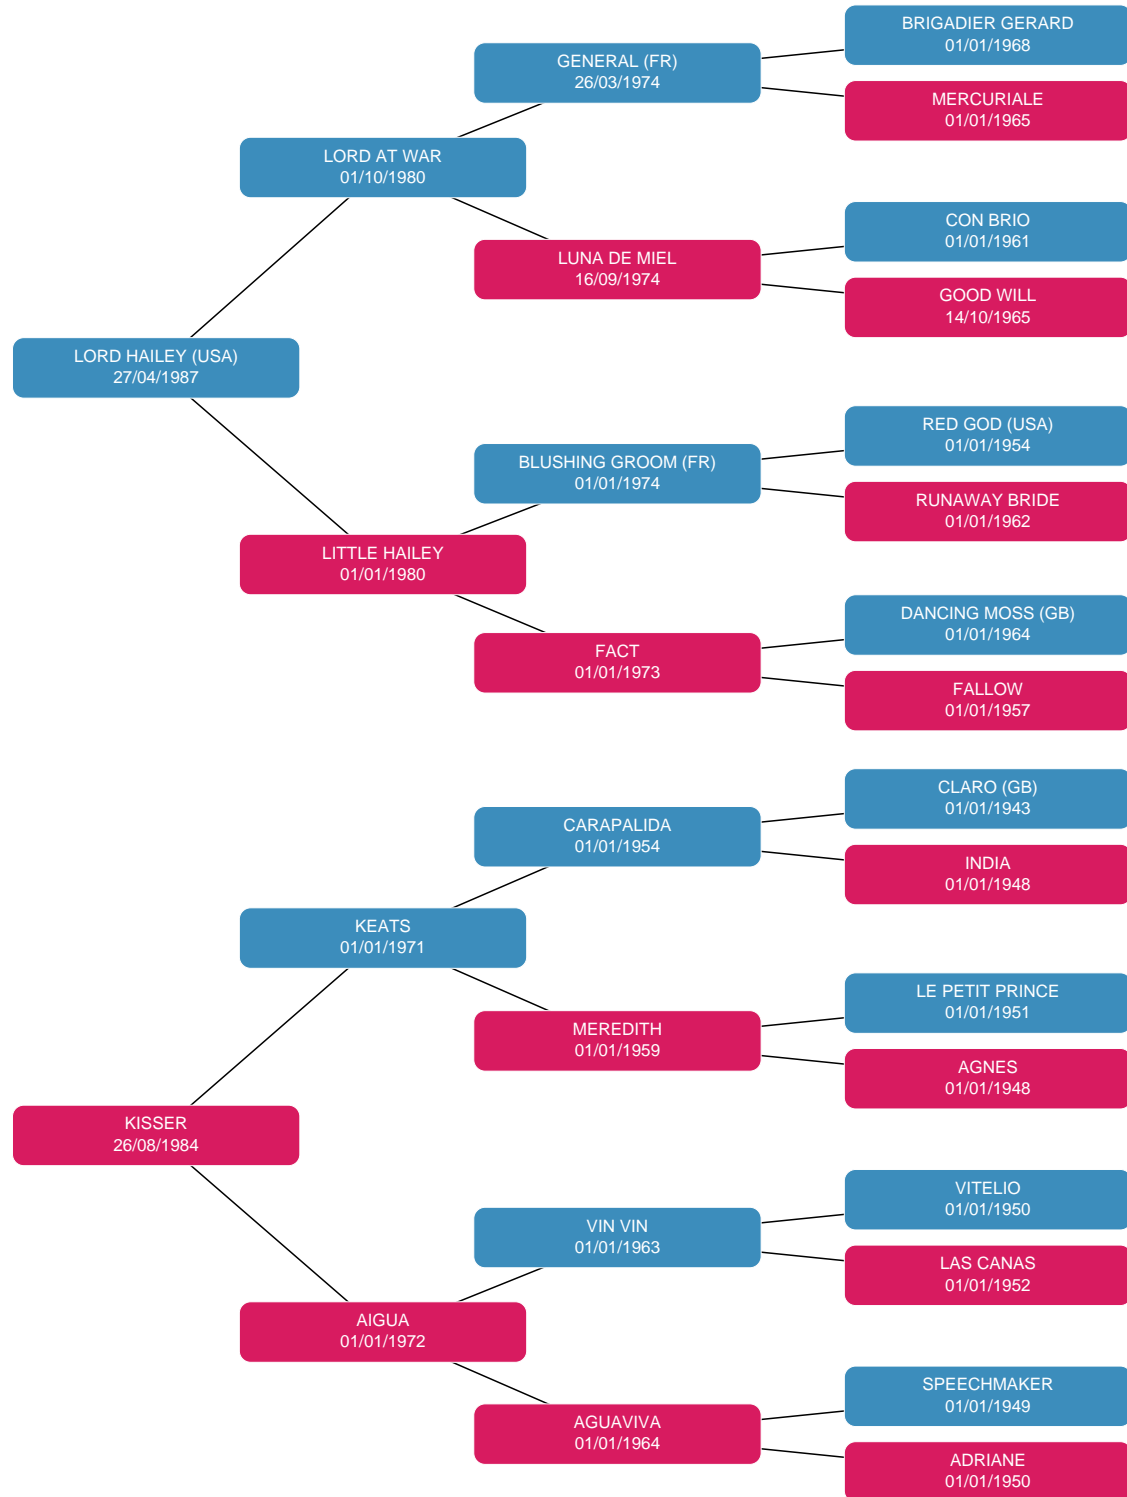 BRIGADIER GERARD
01/01/1968
GENERAL (FR)
26/03/1974
MERCURIALE
01/01/1965
LORD AT WAR
01/10/1980
CON BRIO
01/01/1961
LUNA DE MIEL
16/09/1974
GOOD WILL
14/10/1965
LORD HAILEY (USA)
27/04/1987
RED GOD (USA)
01/01/1954
BLUSHING GROOM (FR)
01/01/1974
RUNAWAY BRIDE
01/01/1962
LITTLE HAILEY
01/01/1980
DANCING MOSS (GB)
01/01/1964
FACT
01/01/1973
FALLOW
01/01/1957
CLARO (GB)
01/01/1943
CARAPALIDA
01/01/1954
INDIA
01/01/1948
KEATS
01/01/1971
LE PETIT PRINCE
01/01/1951
MEREDITH
01/01/1959
AGNES
01/01/1948
KISSER
26/08/1984
VITELIO
01/01/1950
VIN VIN
01/01/1963
LAS CANAS
01/01/1952
AIGUA
01/01/1972
SPEECHMAKER
01/01/1949
AGUAVIVA
01/01/1964
ADRIANE
01/01/1950